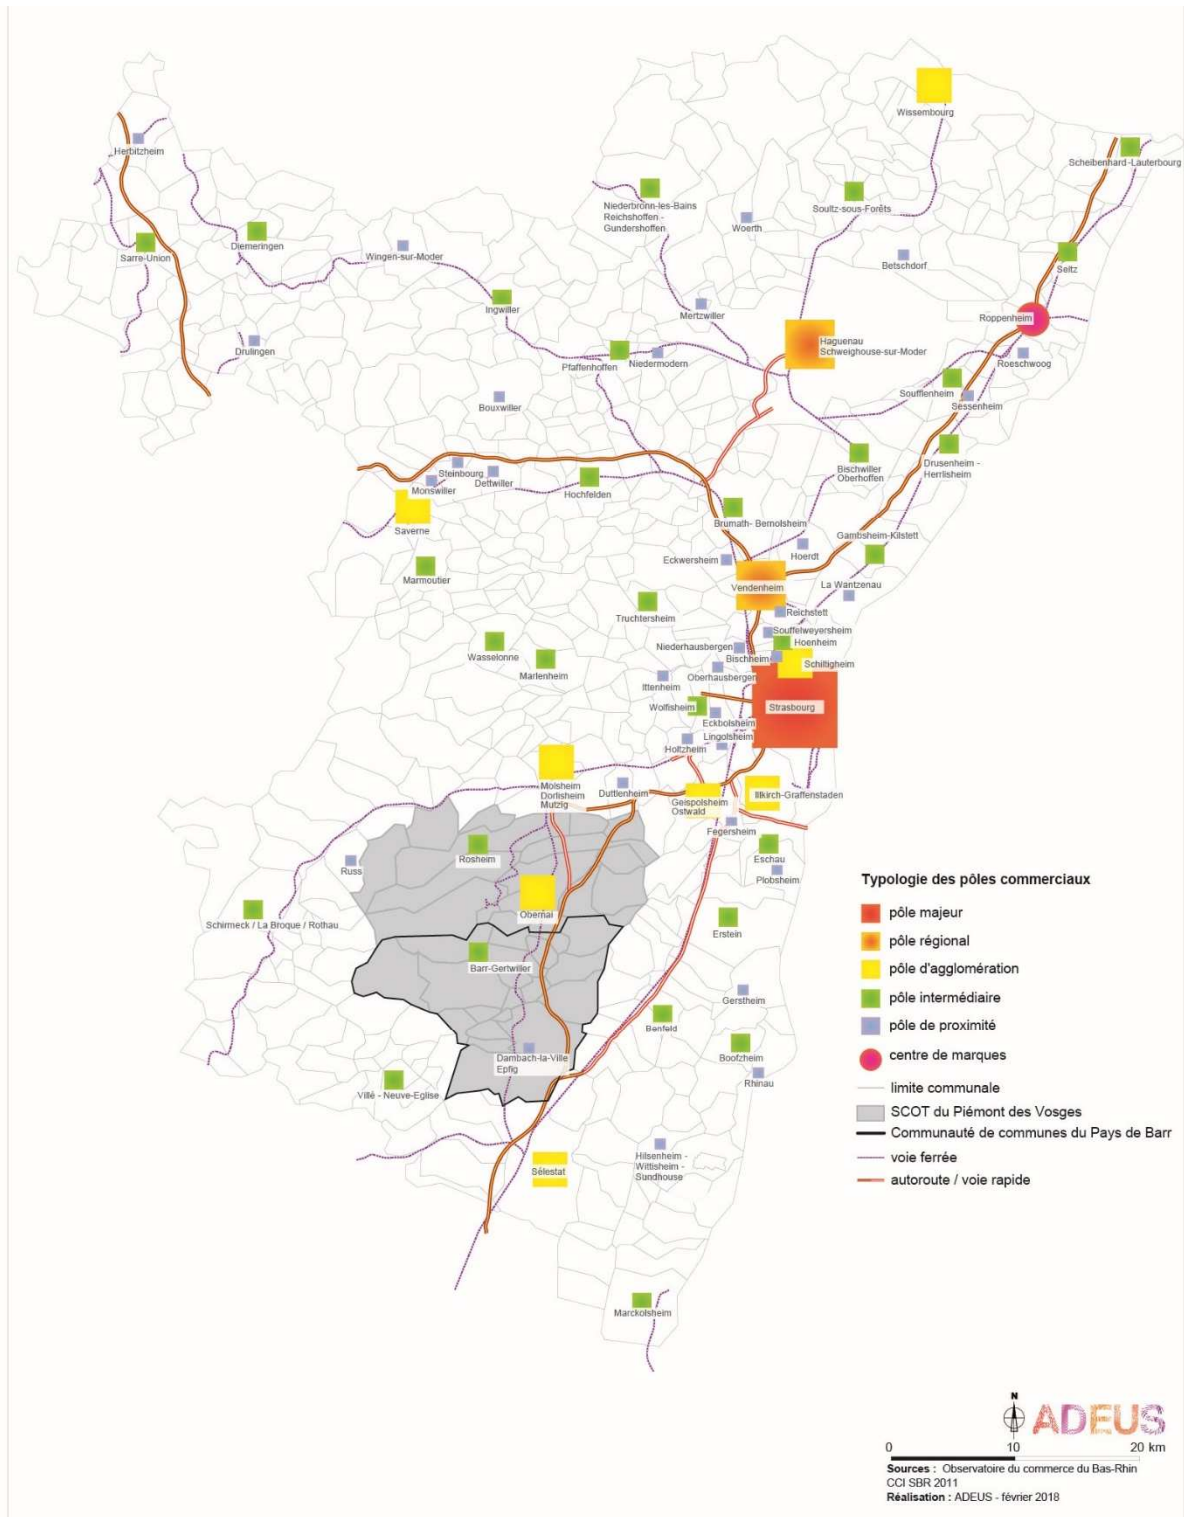 Wissembourg
Herbitzheim
Scheibenhard-Lauterbourg
Niederbronn-les-Bains
Reichshoffen -
Gundershoffen
Soultz-sous-Forêts
Woerth
Diemeringen
Sarre-Union
Wingen-sur-Moder
Betschdorf
Seltz
Ingwiller
Mertzwiller
Roppenheim
Drulingen
Haguenau
Schweighouse-sur-Moder
Pfaffenhoffen
Niedermodern
Roeschwoog
Soufflenheim
Sessenheim
Bouxwiller
Steinbourg
Dettwiller
Monswiller
Hochfelden
Bischwiller
Oberhoffen
Drusenheim -
Herrlisheim
Saverne
Brumath- Bernolsheim
Gambsheim-Kilstett
Hoerdt
Eckwersheim
Marmoutier
La Wantzenau
Vendenheim
Truchtersheim
Reichstett
Souffelweyersheim
Hoenheim
Niederhausbergen
Bischheim
Schiltigheim
Wasselonne
Marlenheim
Oberhausbergen
Ittenheim
Wolfisheim
Strasbourg
Eckbolsheim
Lingolsheim
Holtzheim
Molsheim
Dorlisheim
Mutzig
Duttlenheim
Geispolsheim
Ostwald
Illkirch-Graffenstaden
Fegersheim
Rosheim
Russ
Eschau
Plobsheim
Obernai
Schirmeck / La Broque / Rothau
Erstein
Barr-Gertwiller
Gerstheim
Benfeld
Boofzheim
Dambach-la-Ville
Epfig
Rhinau
Villé - Neuve-Eglise
Hilsenheim -
Wittisheim -
Sundhouse
Sélestat
Marckolsheim
Typologie des pôles commerciaux
pôle majeur
pôle régional
pôle d'agglomération
pôle intermédiaire
pôle de proximité
centre de marques
limite communale
SCOT du Piémont des Vosges
Communauté de communes du Pays de Barr
voie ferrée
autoroute / voie rapide
N
ADEUS
0 10 20 km
Sources : Observatoire du commerce du Bas-Rhin
CCI SBR 2011
Réalisation : ADEUS - février 2018